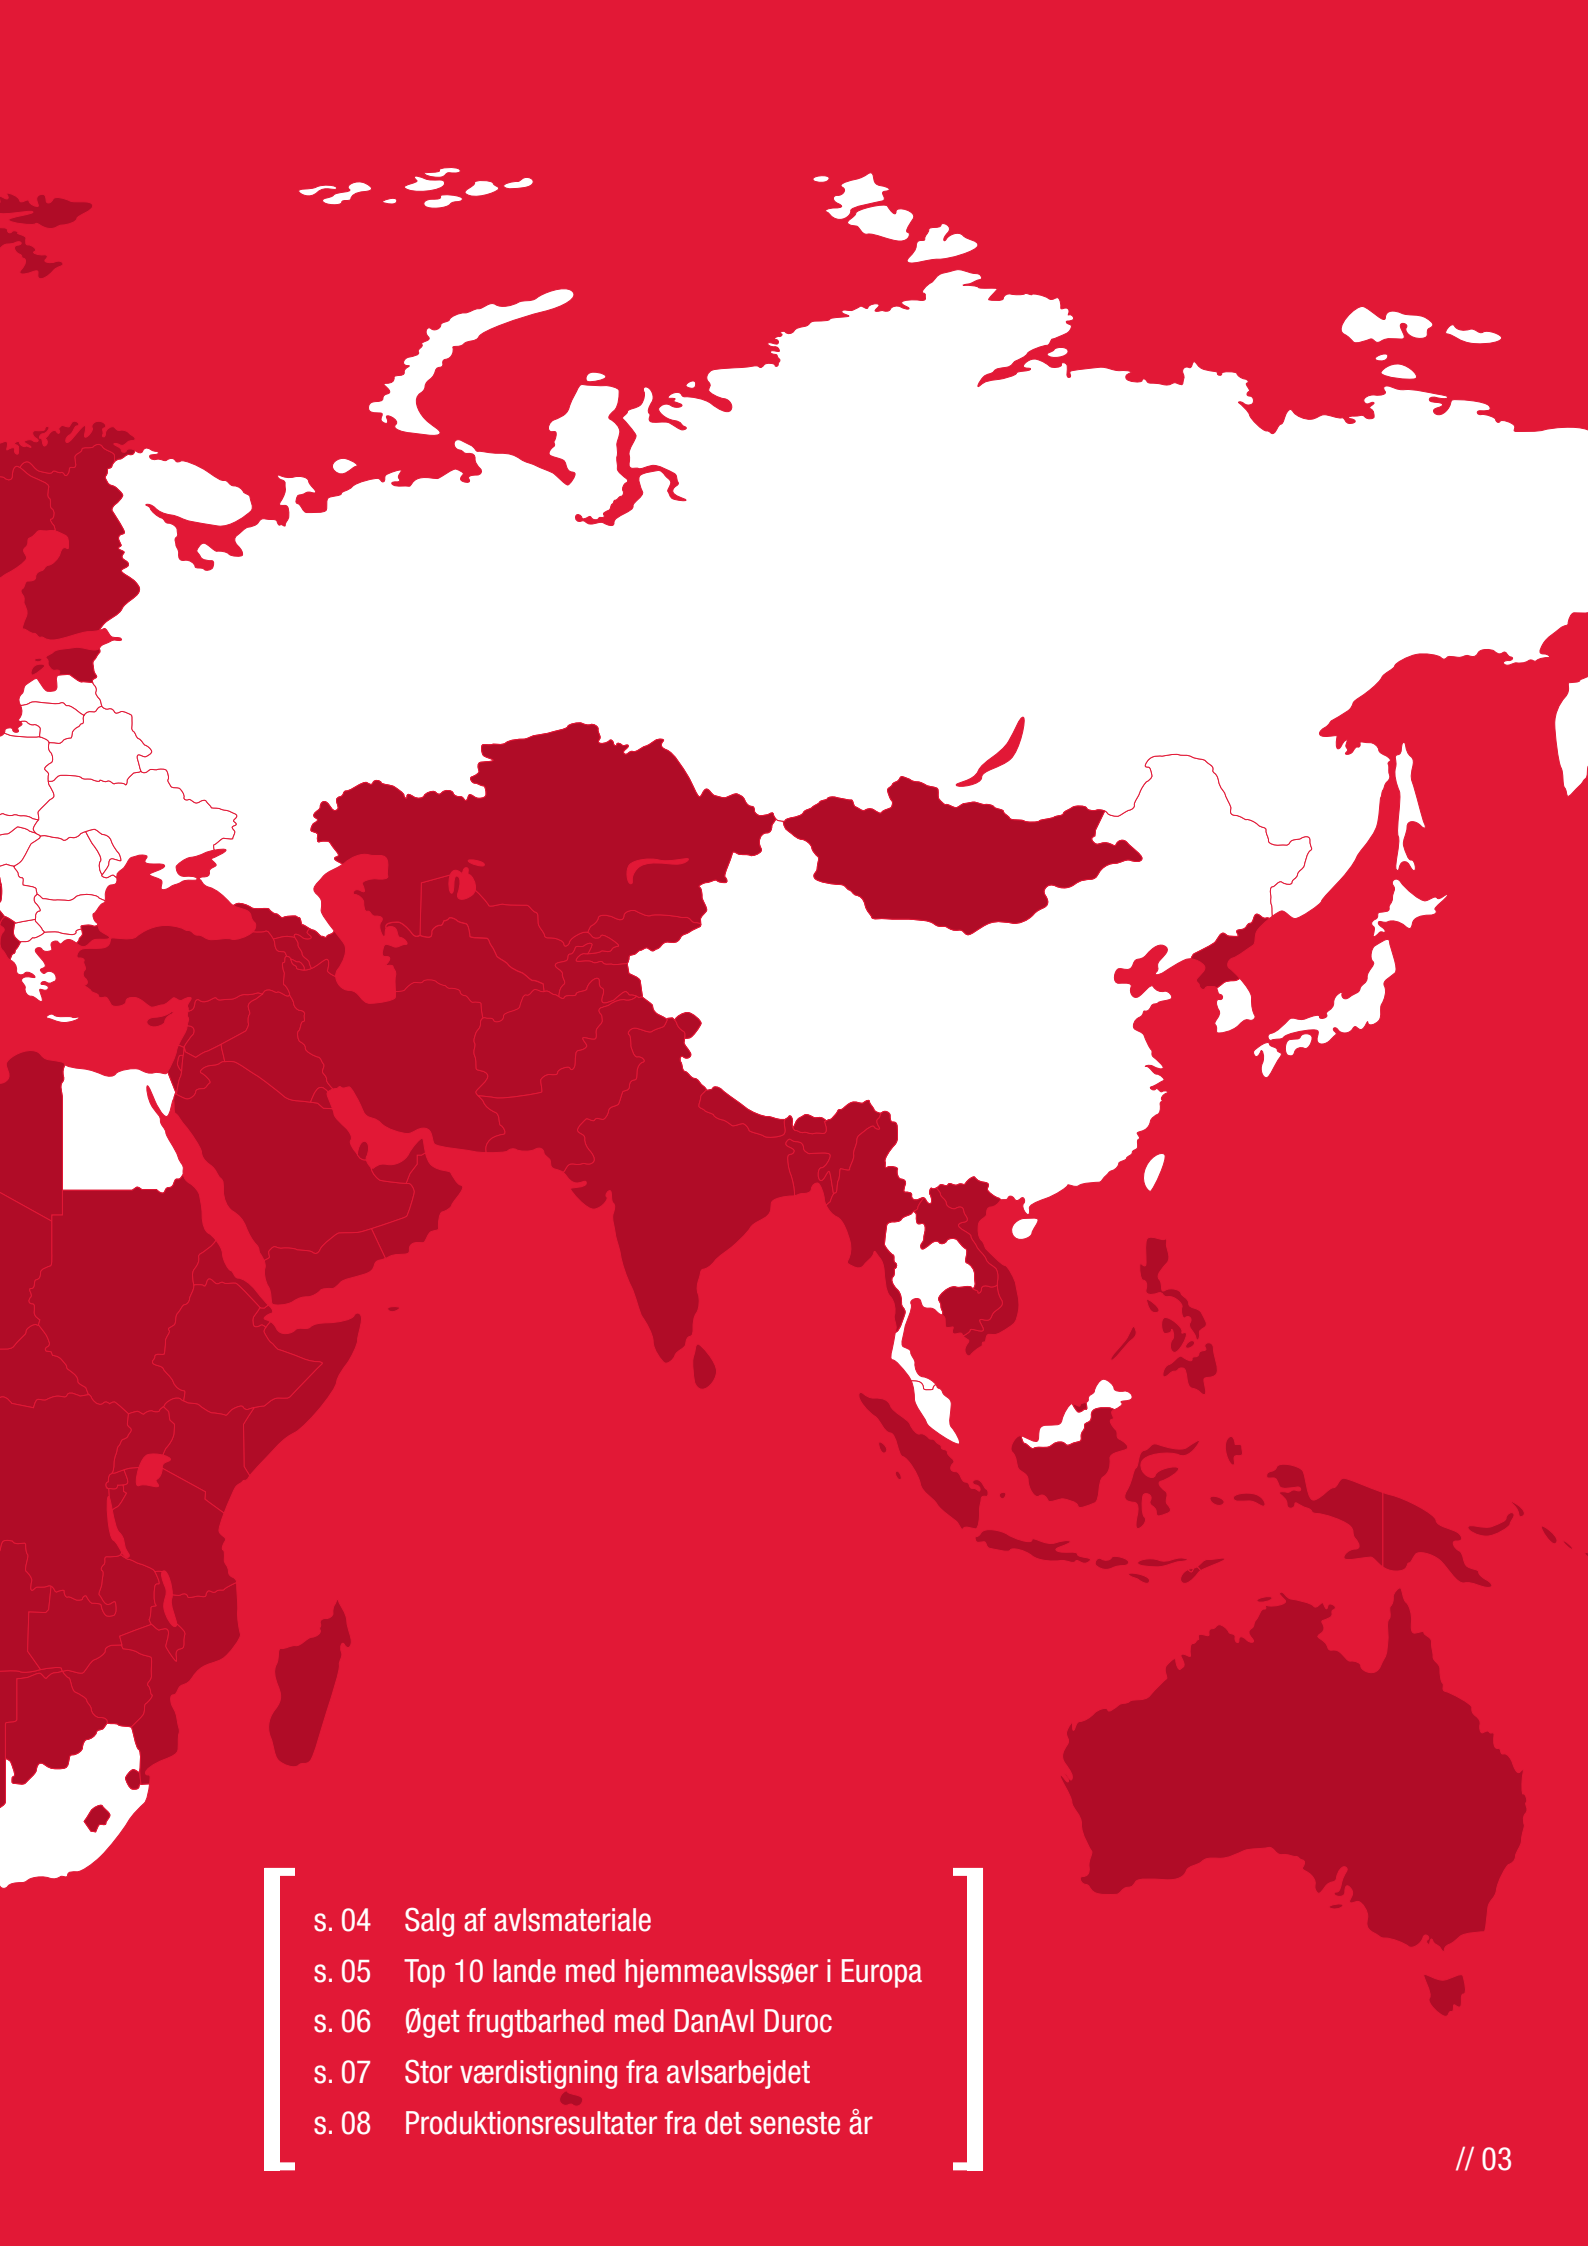 s. 04 Salg af avlsmateriale
s. 05 Top 10 lande med hjemmeavlssøer i Europa
s. 06 Øget frugtbarhed med DanAvl Duroc
s. 07 Stor værdistigning fra avlsarbejdet
s. 08 Produktionsresultater fra det seneste år
// 03